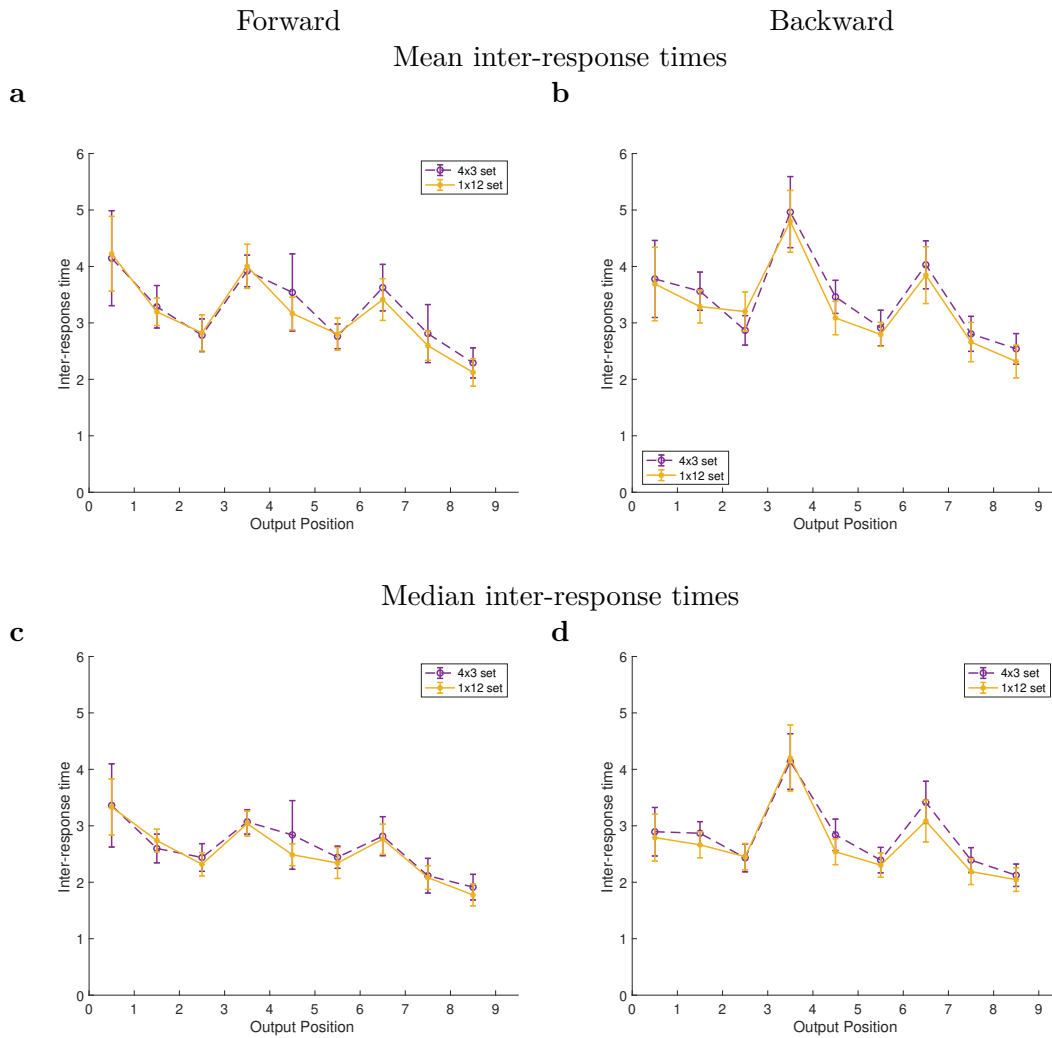 Forward Backward
Mean inter-response times
a b
6
5
4
3
2
1
0
Inter-response time
4x3 set
1x12 set
0 1 2 3 4 5 6 7 8 9
Output Position
6
5
4
3
2
1
0
Inter-response time
4x3 set
1x12 set
0 1 2 3 4 5 6 7 8 9
Output Position
Median inter-response times
c d
6
5
4
3
2
1
0
Inter-response time
4x3 set
1x12 set
0 1 2 3 4 5 6 7 8 9
Output Position
6
5
4
3
2
1
0
Inter-response time
4x3 set
1x12 set
0 1 2 3 4 5 6 7 8 9
Output Position